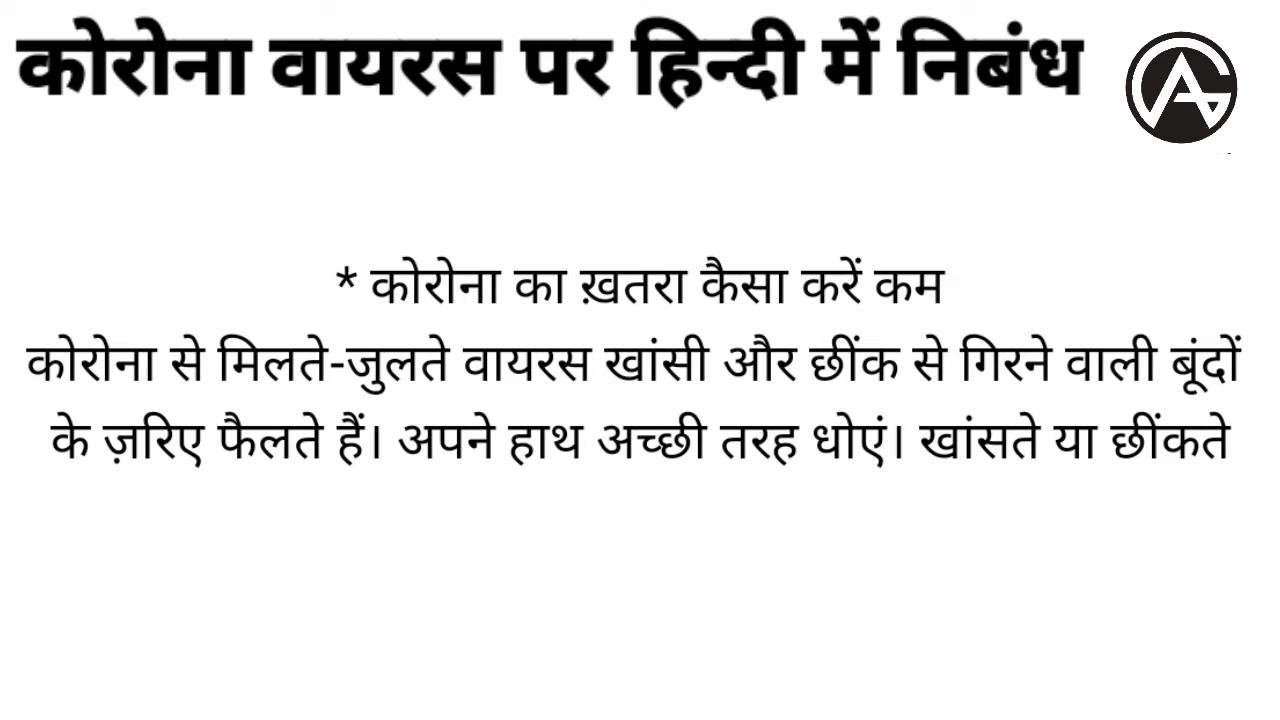 कोरोना वायरस पर हिन्दी में निबंध
* कोरोना का ख़तरा कैसा करें कम
कोरोना से मिलते-जुलते वायरस खांसी और छींक से गिरने वाली बूंदों
के ज़रिए फैलते हैं। अपने हाथ अच्छी तरह धोएं। खांसते या छींकते